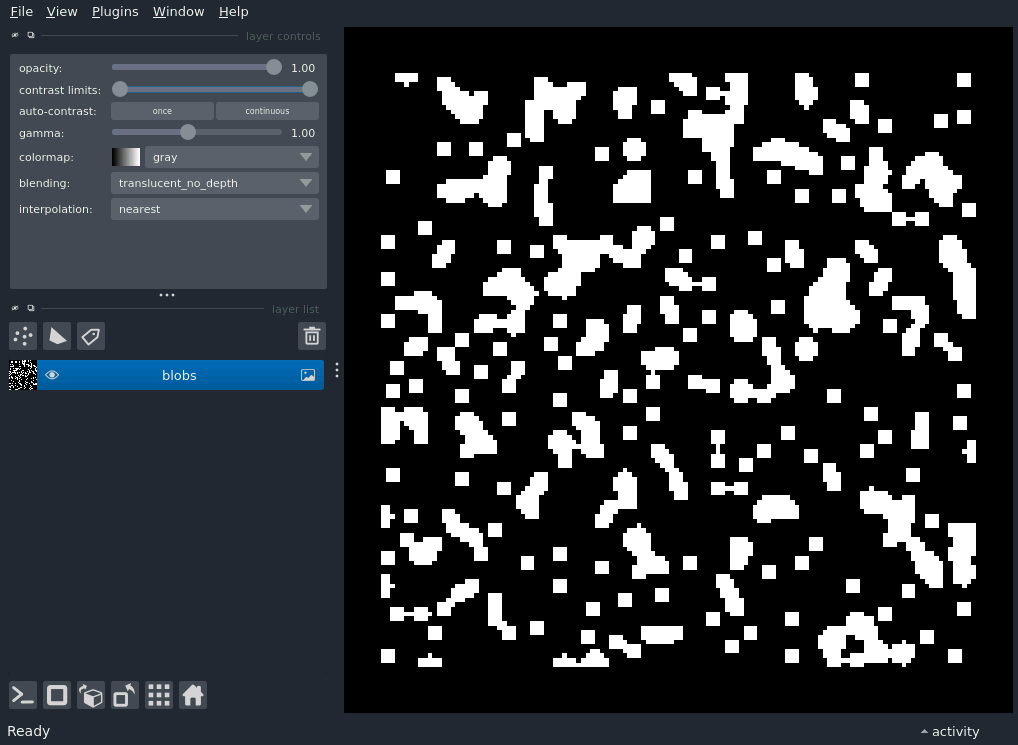 File View Plugins Window Help
layer controls
opacity: 1.00
contrast limits:
auto-contrast: once continuous
gamma: 1.00
colormap: gray
blending: translucent_no_depth
interpolation: nearest
layer list
blobs
Ready activity